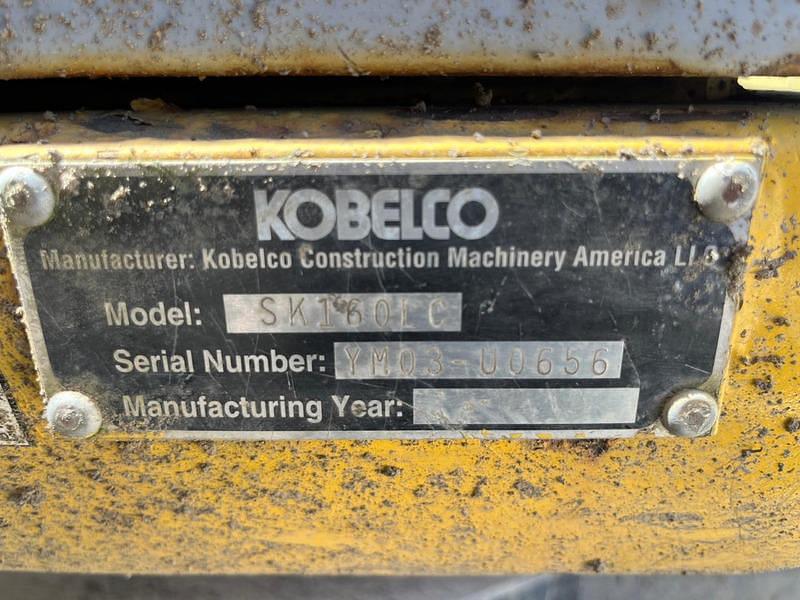 KOBELCO
Manufacturer: Kobelco Construction Machinery America LLC
Model: SK160LC
Serial Number: YM03-U0656
Manufacturing Year: